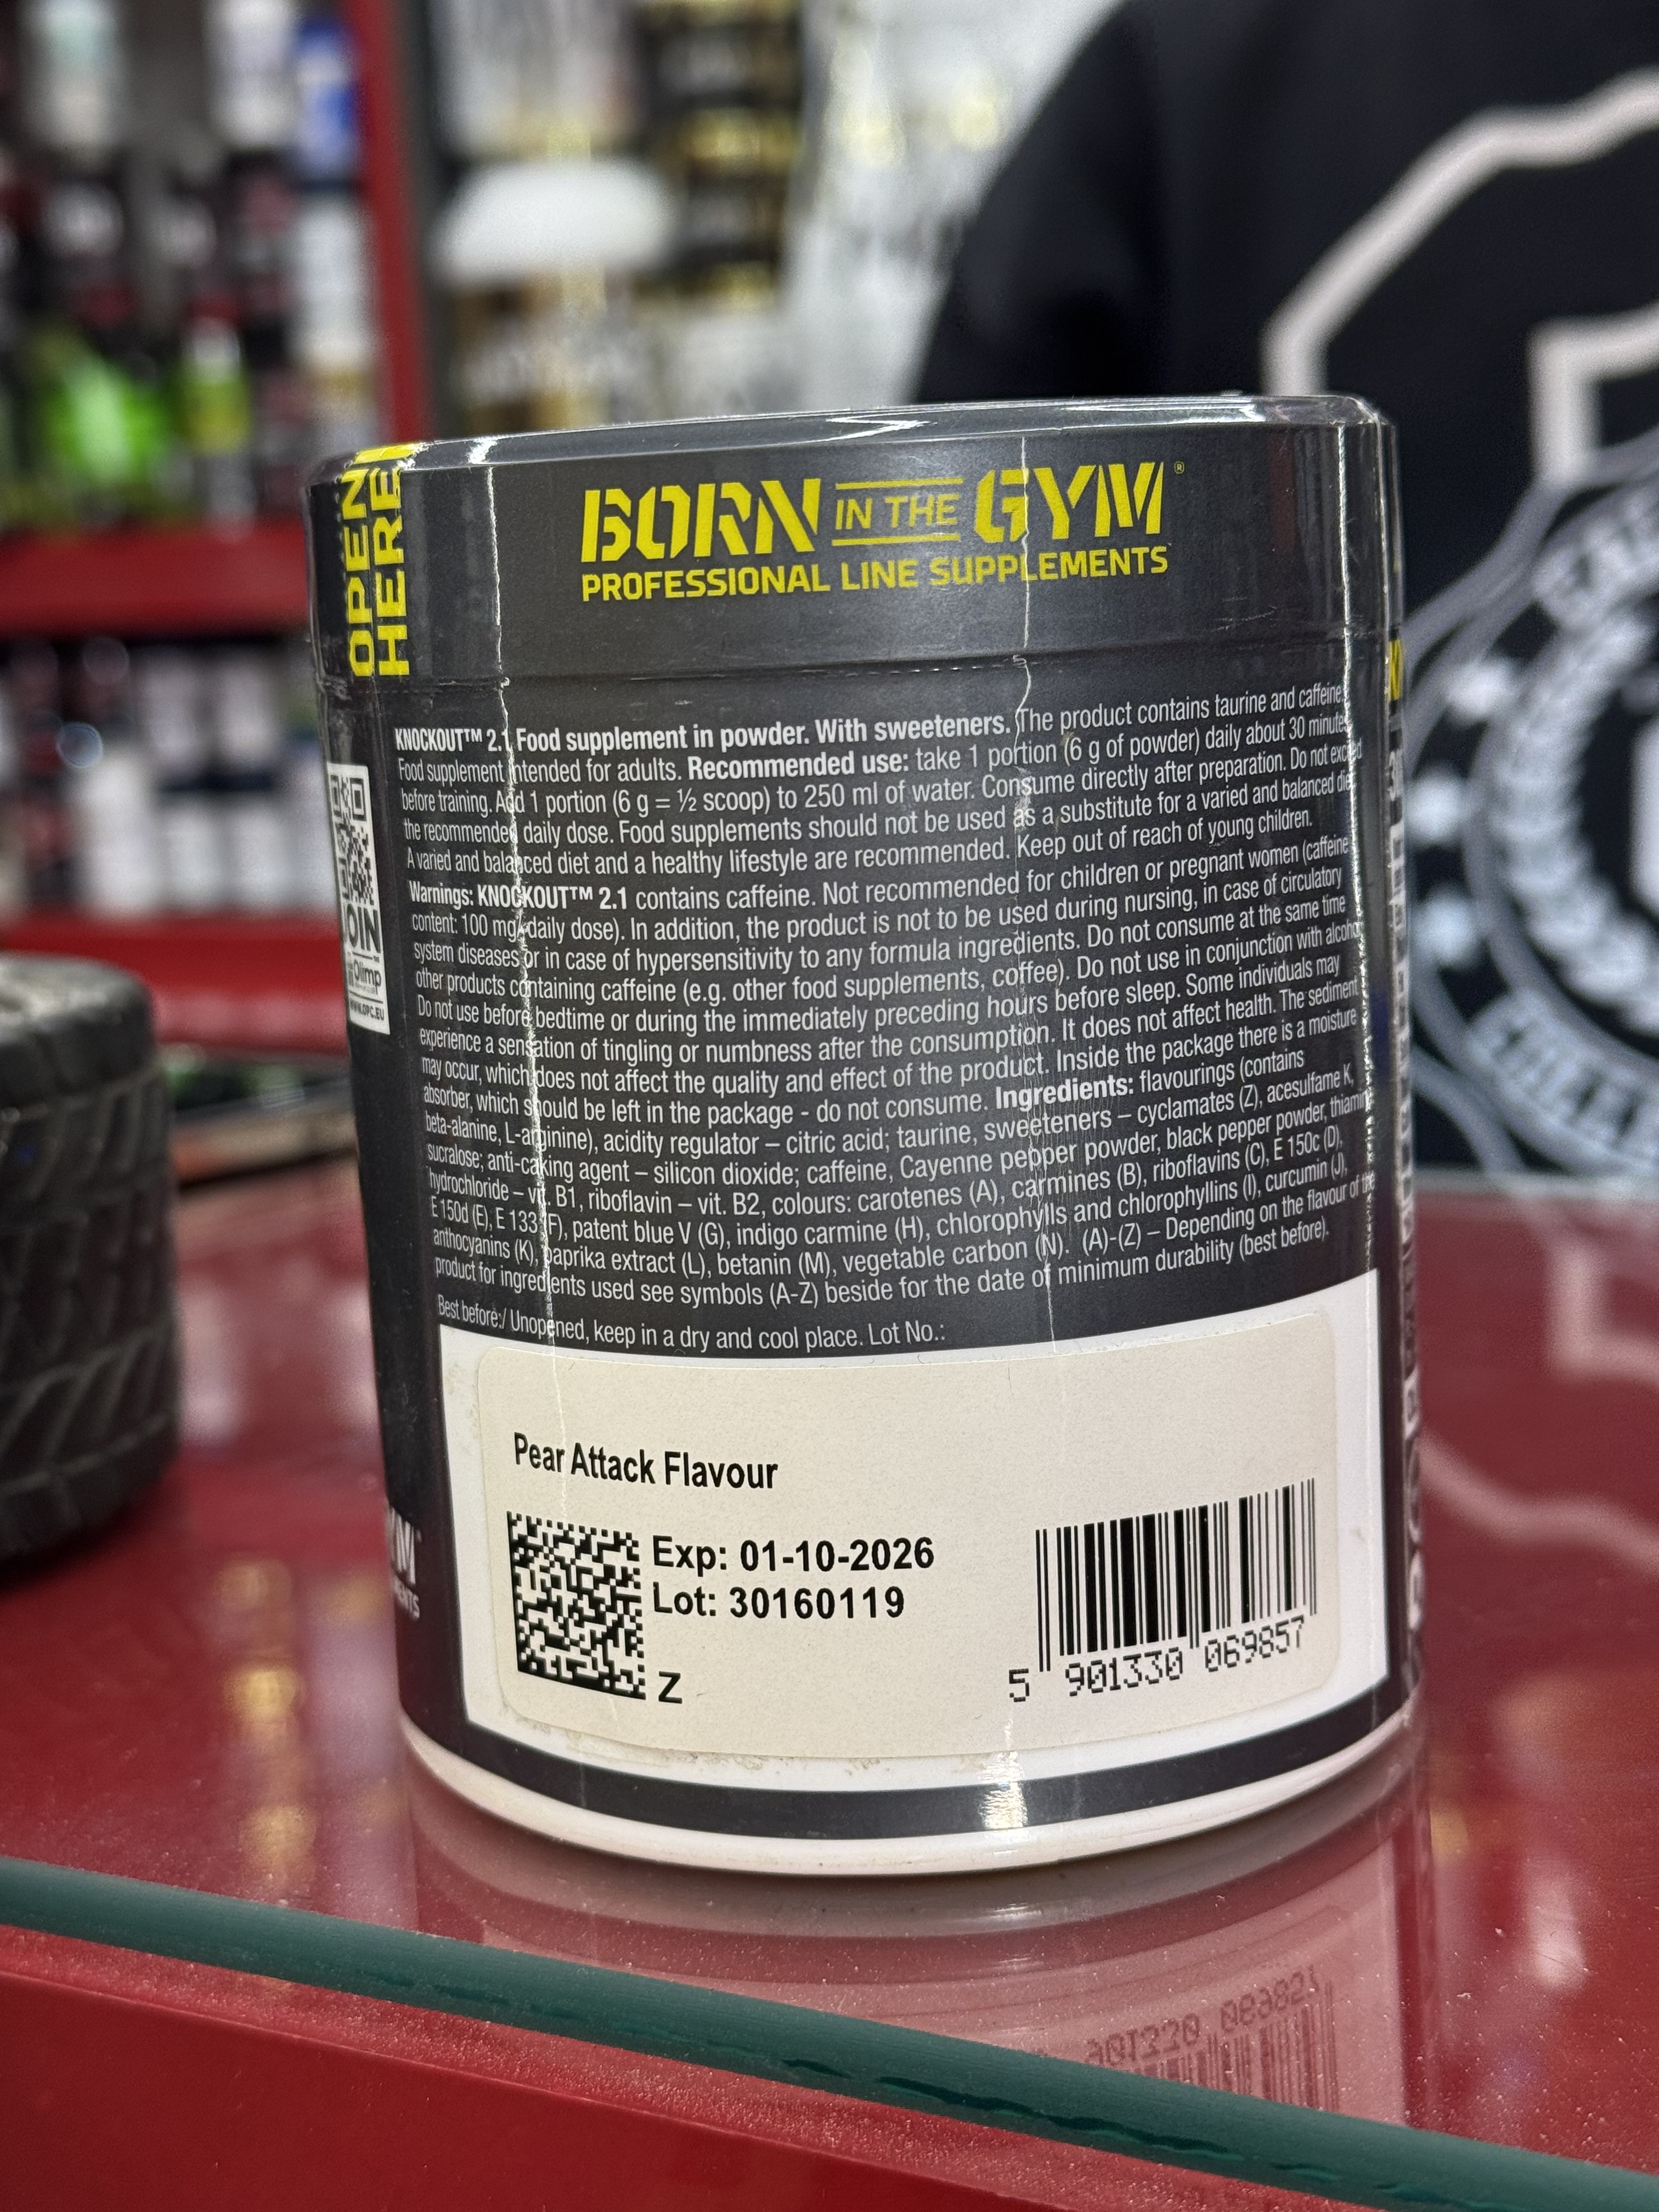 OPEN
HERE
BORN IN THE GYM®
PROFESSIONAL LINE SUPPLEMENTS
KNOCKOUT™ 2.1 Food supplement in powder. With sweeteners. The product contains taurine and caffeine.
Food supplement intended for adults. Recommended use: take 1 portion (6 g of powder) daily about 30 minutes
before training. Add 1 portion (6 g = ½ scoop) to 250 ml of water. Consume directly after preparation. Do not exceed
the recommended daily dose. Food supplements should not be used as a substitute for a varied and balanced diet.
A varied and balanced diet and a healthy lifestyle are recommended. Keep out of reach of young children.
Warnings: KNOCKOUT™ 2.1 contains caffeine. Not recommended for children or pregnant women (caffeine
content: 100 mg/daily dose). In addition, the product is not to be used during nursing, in case of circulatory
system diseases or in case of hypersensitivity to any formula ingredients. Do not consume at the same time
other products containing caffeine (e.g. other food supplements, coffee). Do not use in conjunction with alcohol.
Do not use before bedtime or during the immediately preceding hours before sleep. Some individuals may
experience a sensation of tingling or numbness after the consumption. It does not affect health. The sediment
may occur, which does not affect the quality and effect of the product. Inside the package there is a moisture
absorber, which should be left in the package - do not consume. Ingredients: flavourings (contains
beta-alanine, L-arginine), acidity regulator – citric acid; taurine, sweeteners – cyclamates (Z), acesulfame K,
sucralose; anti-caking agent – silicon dioxide; caffeine, Cayenne pepper powder, black pepper powder, thiamin
hydrochloride – vit. B1, riboflavin – vit. B2, colours: carotenes (A), carmines (B), riboflavins (C), E 150c (D),
E 150d (E), E 133 (F), patent blue V (G), indigo carmine (H), chlorophylls and chlorophyllins (I), curcumin (J),
anthocyanins (K), paprika extract (L), betanin (M), vegetable carbon (N). (A)-(Z) – Depending on the flavour of the
product for ingredients used see symbols (A-Z) beside for the date of minimum durability (best before).
Best before:/ Unopened, keep in a dry and cool place. Lot No.:
JOIN
Olimp
WWW.OPC.EU
Pear Attack Flavour
Exp: 01-10-2026
Lot: 30160119
Z
5 901330 069857